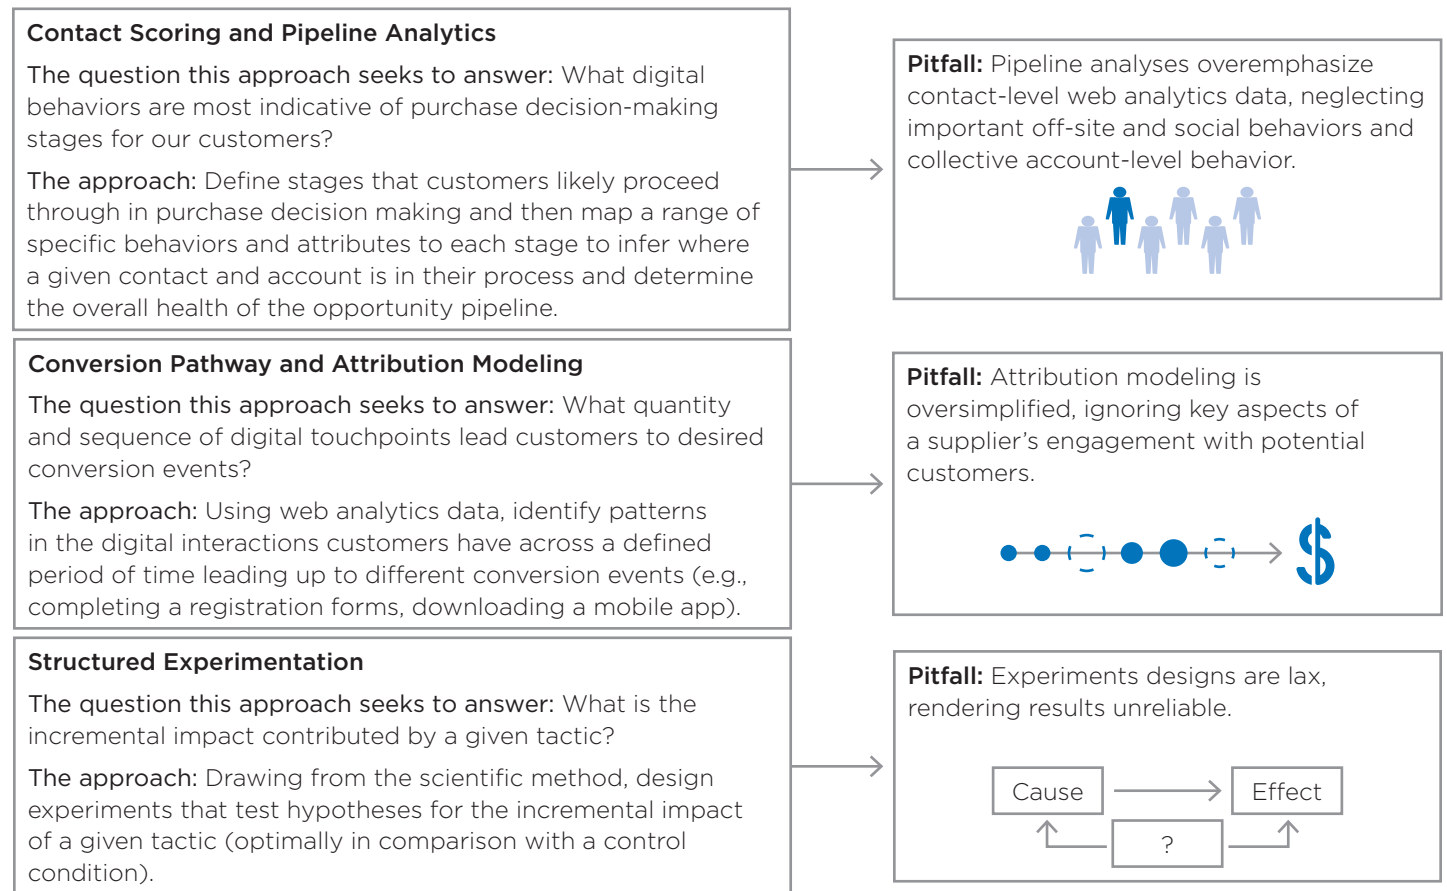 Contact Scoring and Pipeline Analytics
The question this approach seeks to answer: What digital
behaviors are most indicative of purchase decision-making
stages for our customers?
The approach: Define stages that customers likely proceed
through in purchase decision making and then map a range of
specific behaviors and attributes to each stage to infer where
a given contact and account is in their process and determine
the overall health of the opportunity pipeline.
Pitfall: Pipeline analyses overemphasize
contact-level web analytics data, neglecting
important off-site and social behaviors and
collective account-level behavior.
Conversion Pathway and Attribution Modeling
The question this approach seeks to answer: What quantity
and sequence of digital touchpoints lead customers to desired
conversion events?
The approach: Using web analytics data, identify patterns
in the digital interactions customers have across a defined
period of time leading up to different conversion events (e.g.,
completing a registration forms, downloading a mobile app).
Pitfall: Attribution modeling is
oversimplified, ignoring key aspects of
a supplier’s engagement with potential
customers.
$
Structured Experimentation
The question this approach seeks to answer: What is the
incremental impact contributed by a given tactic?
The approach: Drawing from the scientific method, design
experiments that test hypotheses for the incremental impact
of a given tactic (optimally in comparison with a control
condition).
Pitfall: Experiments designs are lax,
rendering results unreliable.
Cause
Effect
?